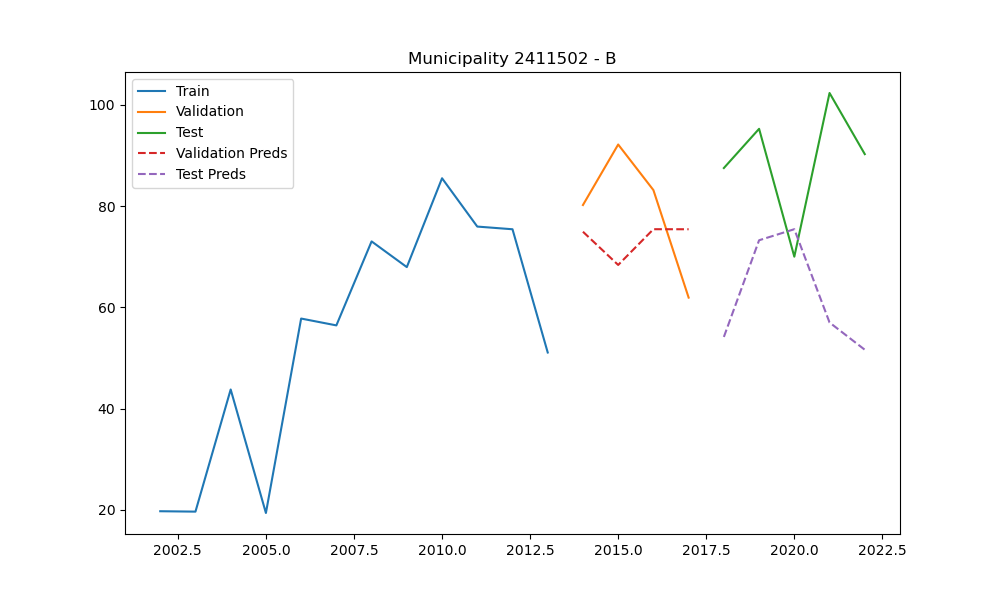 Municipality 2411502 - B
Train
Validation
Test
Validation Preds
Test Preds
100
80
60
40
20
2002.5 2005.0 2007.5 2010.0 2012.5 2015.0 2017.5 2020.0 2022.5